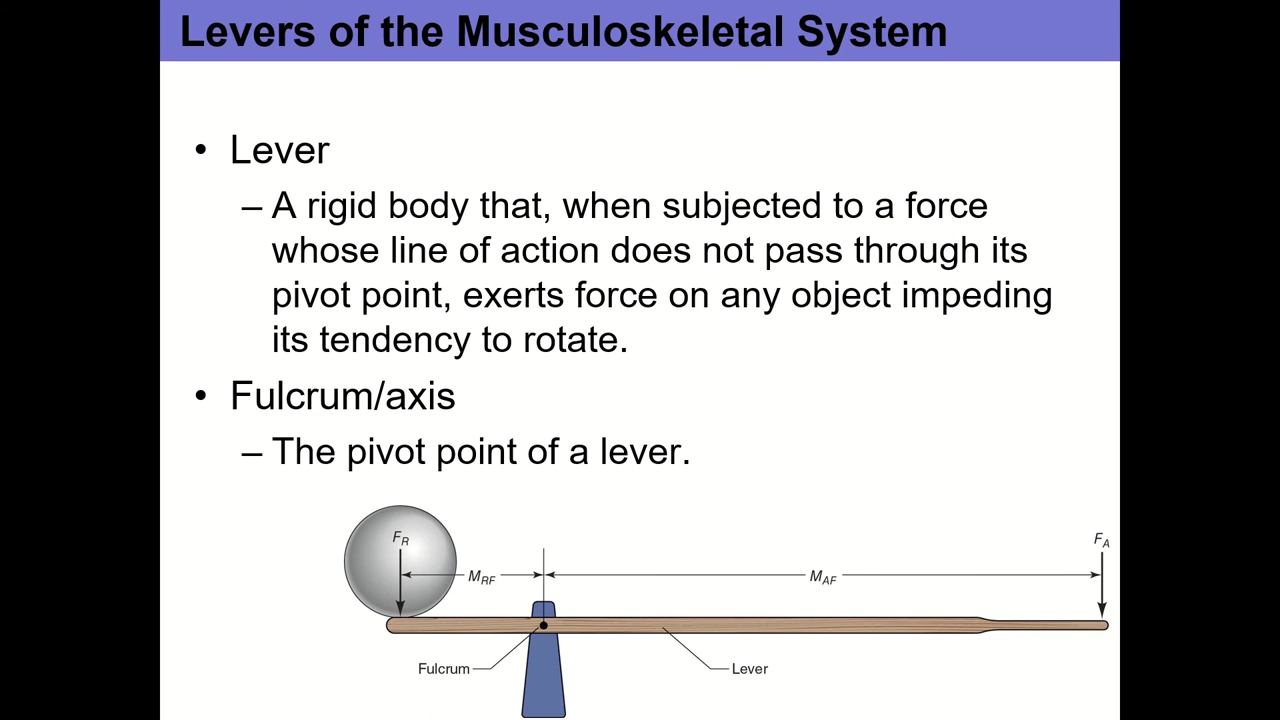 Levers of the Musculoskeletal System
• Lever
– A rigid body that, when subjected to a force
whose line of action does not pass through its
pivot point, exerts force on any object impeding
its tendency to rotate.
• Fulcrum/axis
– The pivot point of a lever.
FR
FA
MRF
MAF
Fulcrum
Lever